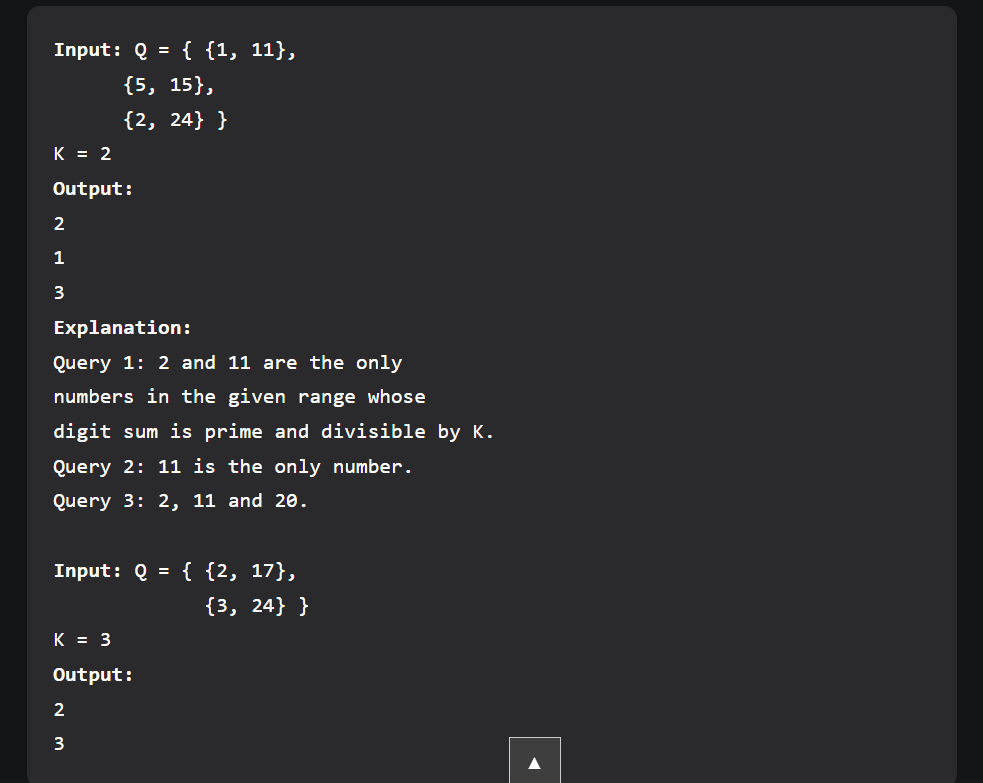 Input: Q = { {1, 11},
{5, 15},
{2, 24} }
K = 2
Output:
2
1
3
Explanation:
Query 1: 2 and 11 are the only
numbers in the given range whose
digit sum is prime and divisible by K.
Query 2: 11 is the only number.
Query 3: 2, 11 and 20.
Input: Q = { {2, 17},
{3, 24} }
K = 3
Output:
2
3